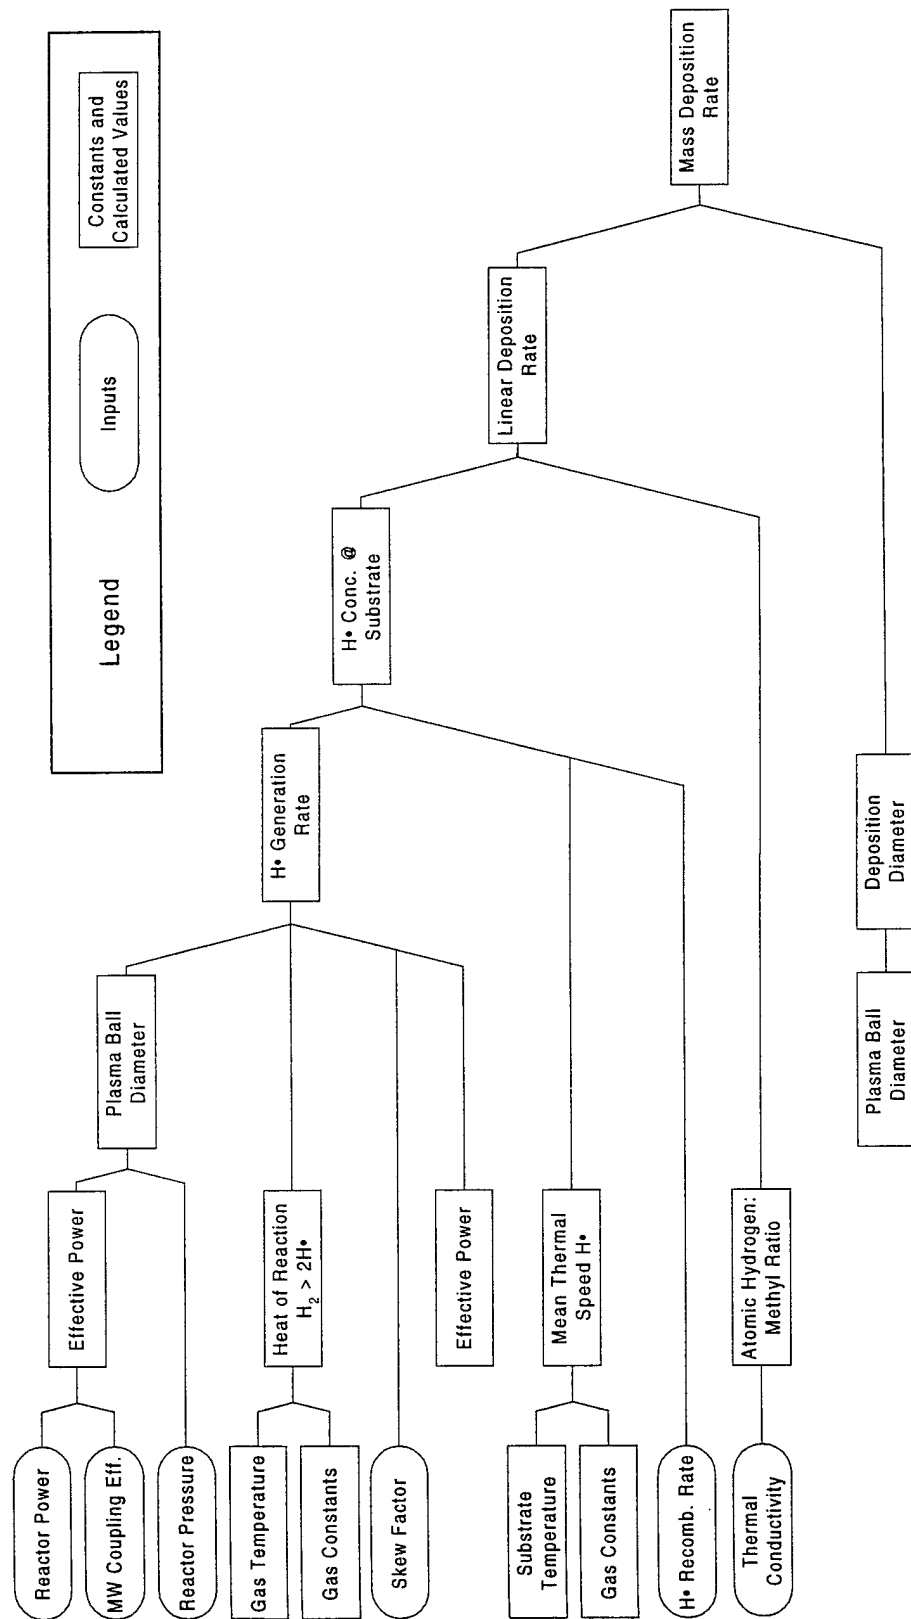 Legend
Inputs
Constants and
Calculated Values
Reactor Power
MW Coupling Eff.
Reactor Pressure
Gas Temperature
Gas Constants
Skew Factor
Substrate
Temperature
Gas Constants
H• Recomb. Rate
Thermal
Conductivity
Effective Power
Heat of Reaction
H₂ > 2H•
Effective Power
Mean Thermal
Speed H•
Atomic Hydrogen:
Methyl Ratio
Plasma Ball
Diameter
Plasma Ball
Diameter
H• Generation
Rate
Deposition
Diameter
H• Conc. @
Substrate
Linear Deposition
Rate
Mass Deposition
Rate